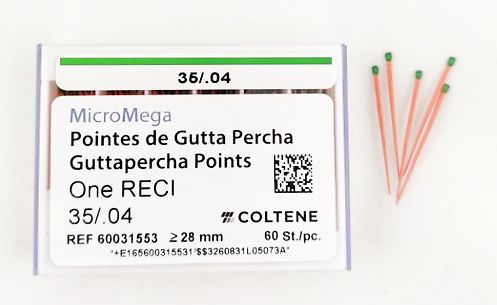 35/.04
MicroMega
Pointes de Gutta Percha
Guttapercha Points
One RECI
35/.04
COLTENE
REF 60031553 ≥ 28 mm 60 St./pc.
*+E165600315531*$$3260831L05073A*